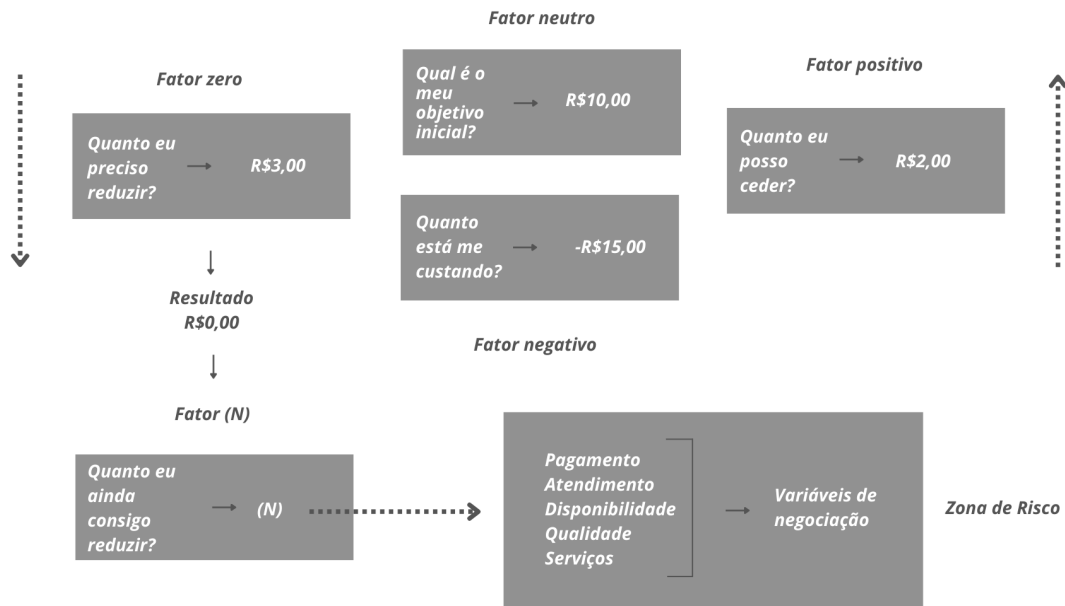 Fator neutro
Fator zero
Fator positivo
Qual é o
meu
objetivo
inicial?
R$10,00
Quanto eu
preciso
reduzir?
R$3,00
Quanto eu
posso
ceder?
R$2,00
Quanto
está me
custando?
-R$15,00
Resultado
R$0,00
Fator negativo
Fator (N)
Quanto eu
ainda
consigo
reduzir?
(N)
Pagamento
Atendimento
Disponibilidade
Qualidade
Serviços
Variáveis de
negociação
Zona de Risco